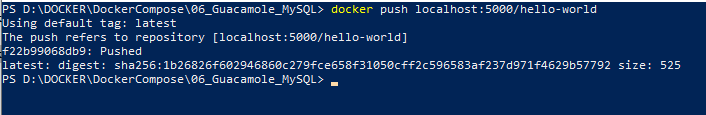 PS D:\DOCKER\DockerCompose\06_Guacamole_MySQL> docker push localhost:5000/hello-world
Using default tag: latest
The push refers to repository [localhost:5000/hello-world]
f22b99068db9: Pushed
latest: digest: sha256:1b26826f602946860c279fce658f31050cff2c596583af237d971f4629b57792 size: 525
PS D:\DOCKER\DockerCompose\06_Guacamole_MySQL>